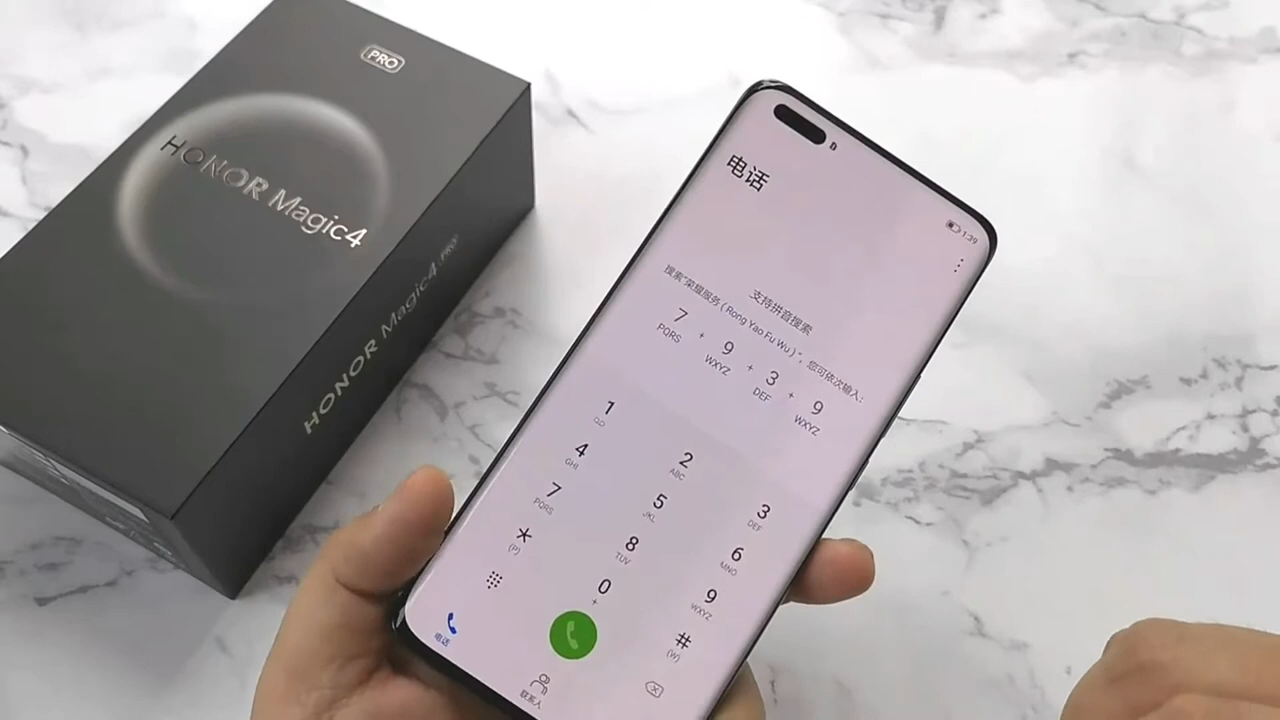 PRO
HONOR Magic4
HONOR Magic4 PRO
1:39
电话
支持拼音搜索
搜索"荣耀服务 ( Rong Yao Fu Wu ) ", 您可依次输入:
7 + 9 + 3 + 9
PQRS WXYZ DEF WXYZ
1 2 3
ABC DEF
4 5 6
GHI JKL MNO
7 8 9
PQRS TUV WXYZ
* 0 #
(P) + (W)
电话 联系人